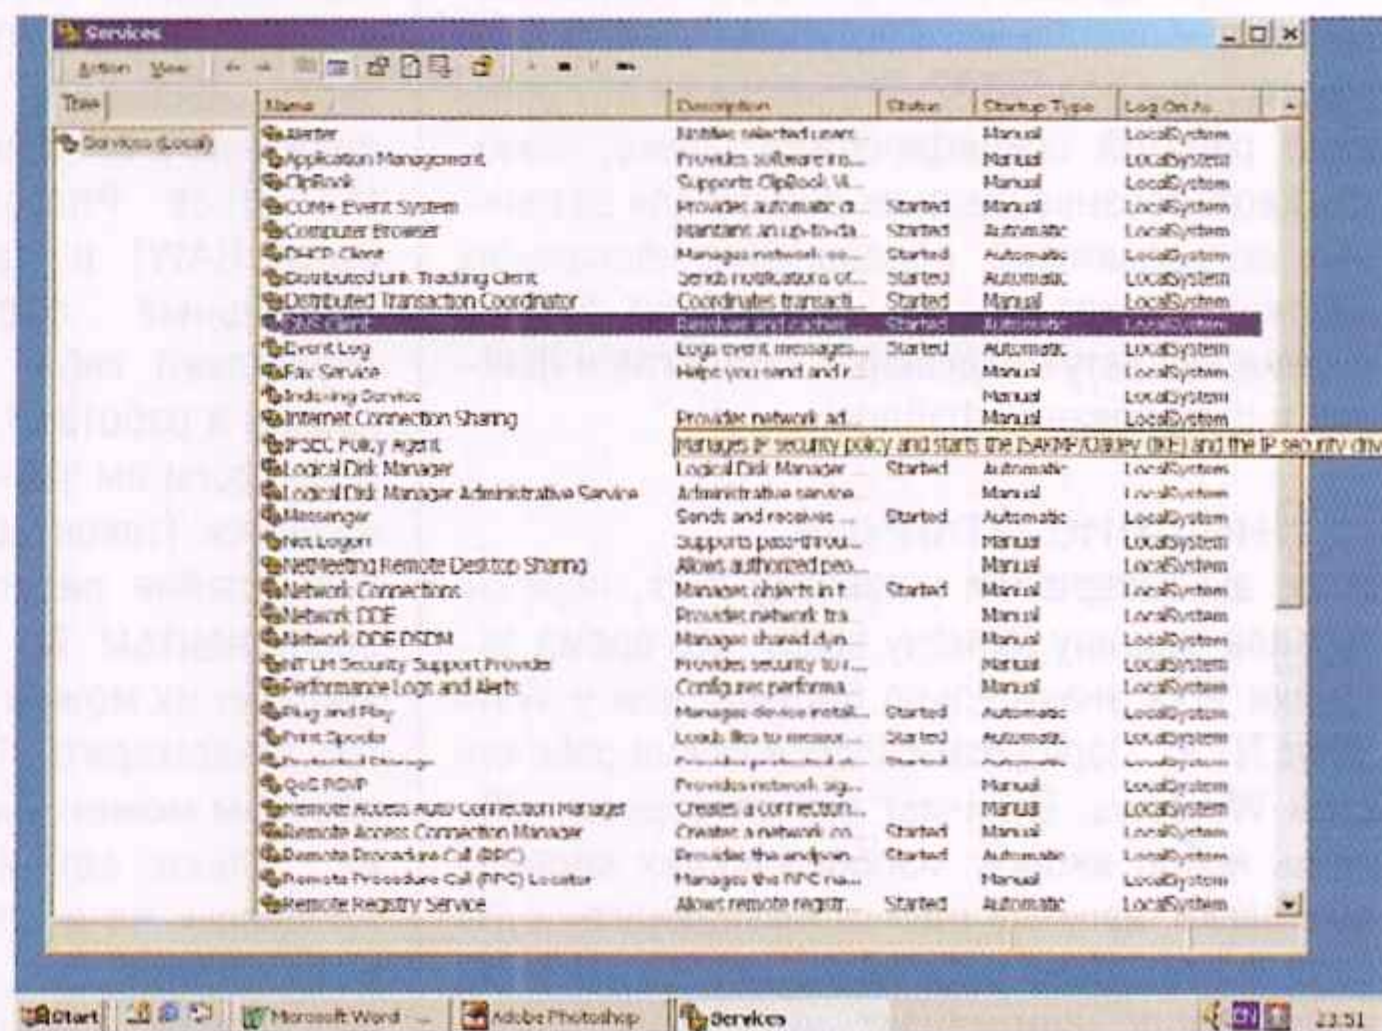 Services
Action View
Tree Name Description Status Startup Type Log On As
Services (Local)
Alerter Notifies selected users ... Manual LocalSystem
Application Management Provides software ins... Manual LocalSystem
ClipBook Supports ClipBook Vi... Manual LocalSystem
COM+ Event System Provides automatic di... Started Manual LocalSystem
Computer Browser Maintains an up-to-da... Started Automatic LocalSystem
DHCP Client Manages network co... Started Automatic LocalSystem
Distributed Link Tracking Client Sends notifications of... Started Automatic LocalSystem
Distributed Transaction Coordinator Coordinates transacti... Started Manual LocalSystem
DNS Client Resolves and caches ... Started Automatic LocalSystem
Event Log Logs event messages... Started Automatic LocalSystem
Fax Service Helps you send and r... Manual LocalSystem
Indexing Service Manual LocalSystem
Internet Connection Sharing Provides network ad... Manual LocalSystem
IPSEC Policy Agent Manages IP security policy and starts the ISAKMP/Oakley (IKE) and the IP security driv
Logical Disk Manager Logical Disk Manager ... Started Automatic LocalSystem
Logical Disk Manager Administrative Service Administrative service ... Manual LocalSystem
Messenger Sends and receives ... Started Automatic LocalSystem
Net Logon Supports pass-throu... Manual LocalSystem
NetMeeting Remote Desktop Sharing Allows authorized peo... Manual LocalSystem
Network Connections Manages objects in t... Started Manual LocalSystem
Network DDE Provides network tra... Manual LocalSystem
Network DDE DSDM Manages shared dyn... Manual LocalSystem
NT LM Security Support Provider Provides security to r... Manual LocalSystem
Performance Logs and Alerts Configures performa... Manual LocalSystem
Plug and Play Manages device install... Started Automatic LocalSystem
Print Spooler Loads files to memor... Started Automatic LocalSystem
QoS RSVP Provides network sig... Manual LocalSystem
Remote Access Auto Connection Manager Creates a connection... Manual LocalSystem
Remote Access Connection Manager Creates a network co... Started Manual LocalSystem
Remote Procedure Call (RPC) Provides the endpoin... Started Automatic LocalSystem
Remote Procedure Call (RPC) Locator Manages the RPC na... Manual LocalSystem
Remote Registry Service Allows remote registr... Started Automatic LocalSystem
Start Microsoft Word - ... Adobe Photoshop Services 23:51